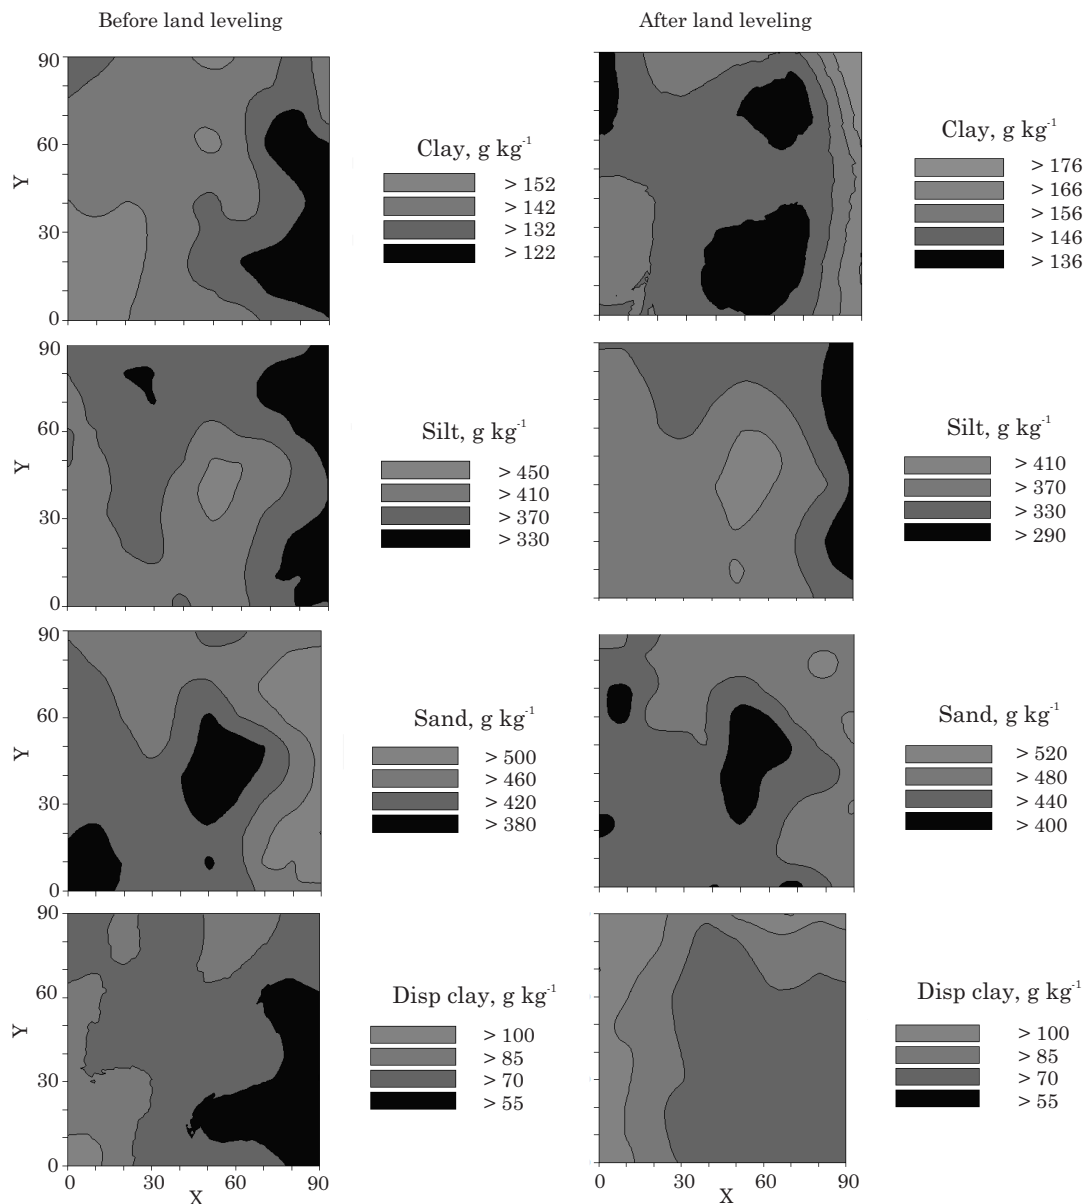 Before land leveling
After land leveling
90
60
30
0
Y
Clay, g kg-1
> 152
> 142
> 132
> 122
Clay, g kg-1
> 176
> 166
> 156
> 146
> 136
90
60
30
0
Y
Silt, g kg-1
> 450
> 410
> 370
> 330
Silt, g kg-1
> 410
> 370
> 330
> 290
90
60
30
0
Y
Sand, g kg-1
> 500
> 460
> 420
> 380
Sand, g kg-1
> 520
> 480
> 440
> 400
90
60
30
0
Y
Disp clay, g kg-1
> 100
> 85
> 70
> 55
Disp clay, g kg-1
> 100
> 85
> 70
> 55
0 30 60 90
X
0 30 60 90
X